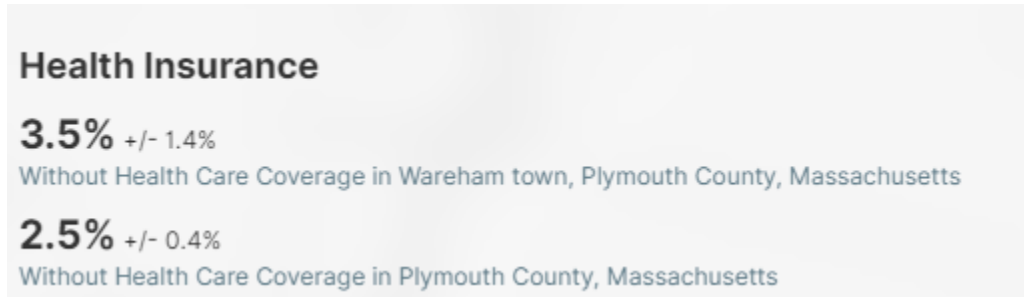 Health Insurance
3.5% +/- 1.4%
Without Health Care Coverage in Wareham town, Plymouth County, Massachusetts
2.5% +/- 0.4%
Without Health Care Coverage in Plymouth County, Massachusetts